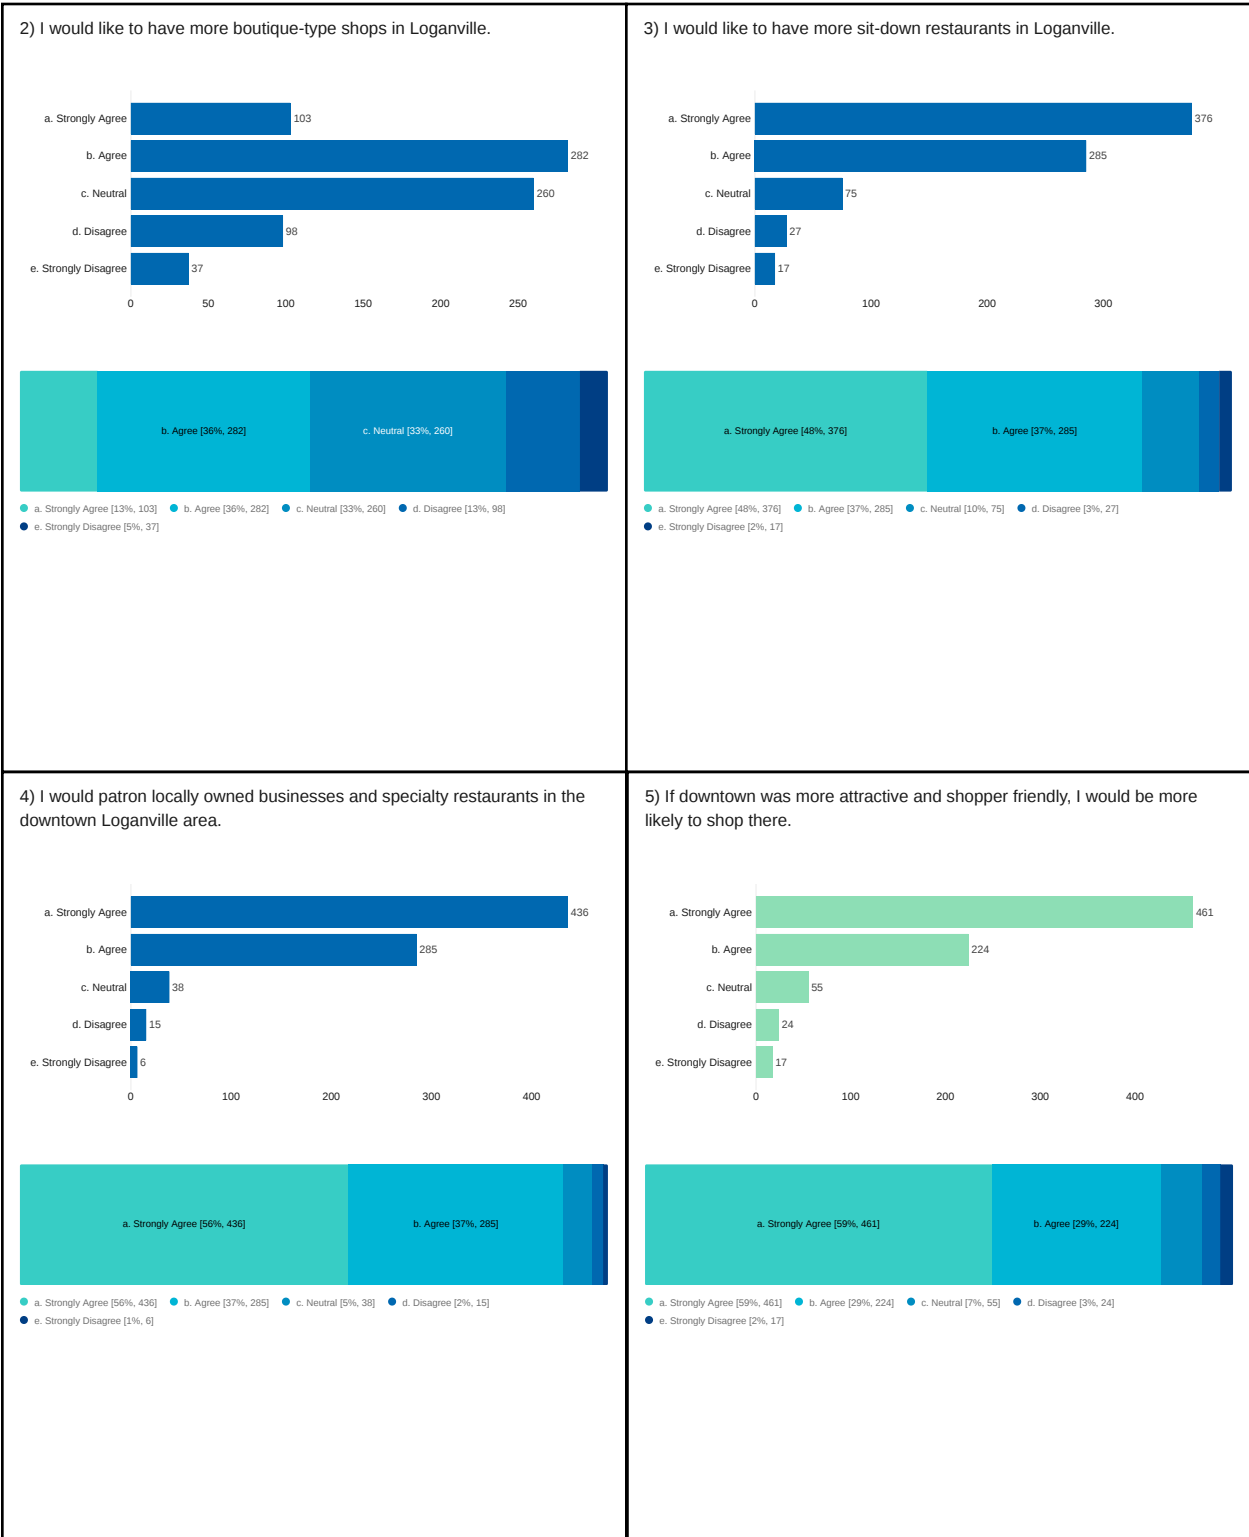 2) I would like to have more boutique-type shops in Loganville.
a. Strongly Agree
103
b. Agree
282
c. Neutral
260
d. Disagree
98
e. Strongly Disagree
37
0 50 100 150 200 250
b. Agree [36%, 282] c. Neutral [33%, 260]
a. Strongly Agree [13%, 103] b. Agree [36%, 282] c. Neutral [33%, 260] d. Disagree [13%, 98]
e. Strongly Disagree [5%, 37]
3) I would like to have more sit-down restaurants in Loganville.
a. Strongly Agree
376
b. Agree
285
c. Neutral
75
d. Disagree
27
e. Strongly Disagree
17
0 100 200 300
a. Strongly Agree [48%, 376] b. Agree [37%, 285]
a. Strongly Agree [48%, 376] b. Agree [37%, 285] c. Neutral [10%, 75] d. Disagree [3%, 27]
e. Strongly Disagree [2%, 17]
4) I would patron locally owned businesses and specialty restaurants in the
downtown Loganville area.
a. Strongly Agree
436
b. Agree
285
c. Neutral
38
d. Disagree
15
e. Strongly Disagree
6
0 100 200 300 400
a. Strongly Agree [56%, 436] b. Agree [37%, 285]
a. Strongly Agree [56%, 436] b. Agree [37%, 285] c. Neutral [5%, 38] d. Disagree [2%, 15]
e. Strongly Disagree [1%, 6]
5) If downtown was more attractive and shopper friendly, I would be more
likely to shop there.
a. Strongly Agree
461
b. Agree
224
c. Neutral
55
d. Disagree
24
e. Strongly Disagree
17
0 100 200 300 400
a. Strongly Agree [59%, 461] b. Agree [29%, 224]
a. Strongly Agree [59%, 461] b. Agree [29%, 224] c. Neutral [7%, 55] d. Disagree [3%, 24]
e. Strongly Disagree [2%, 17]